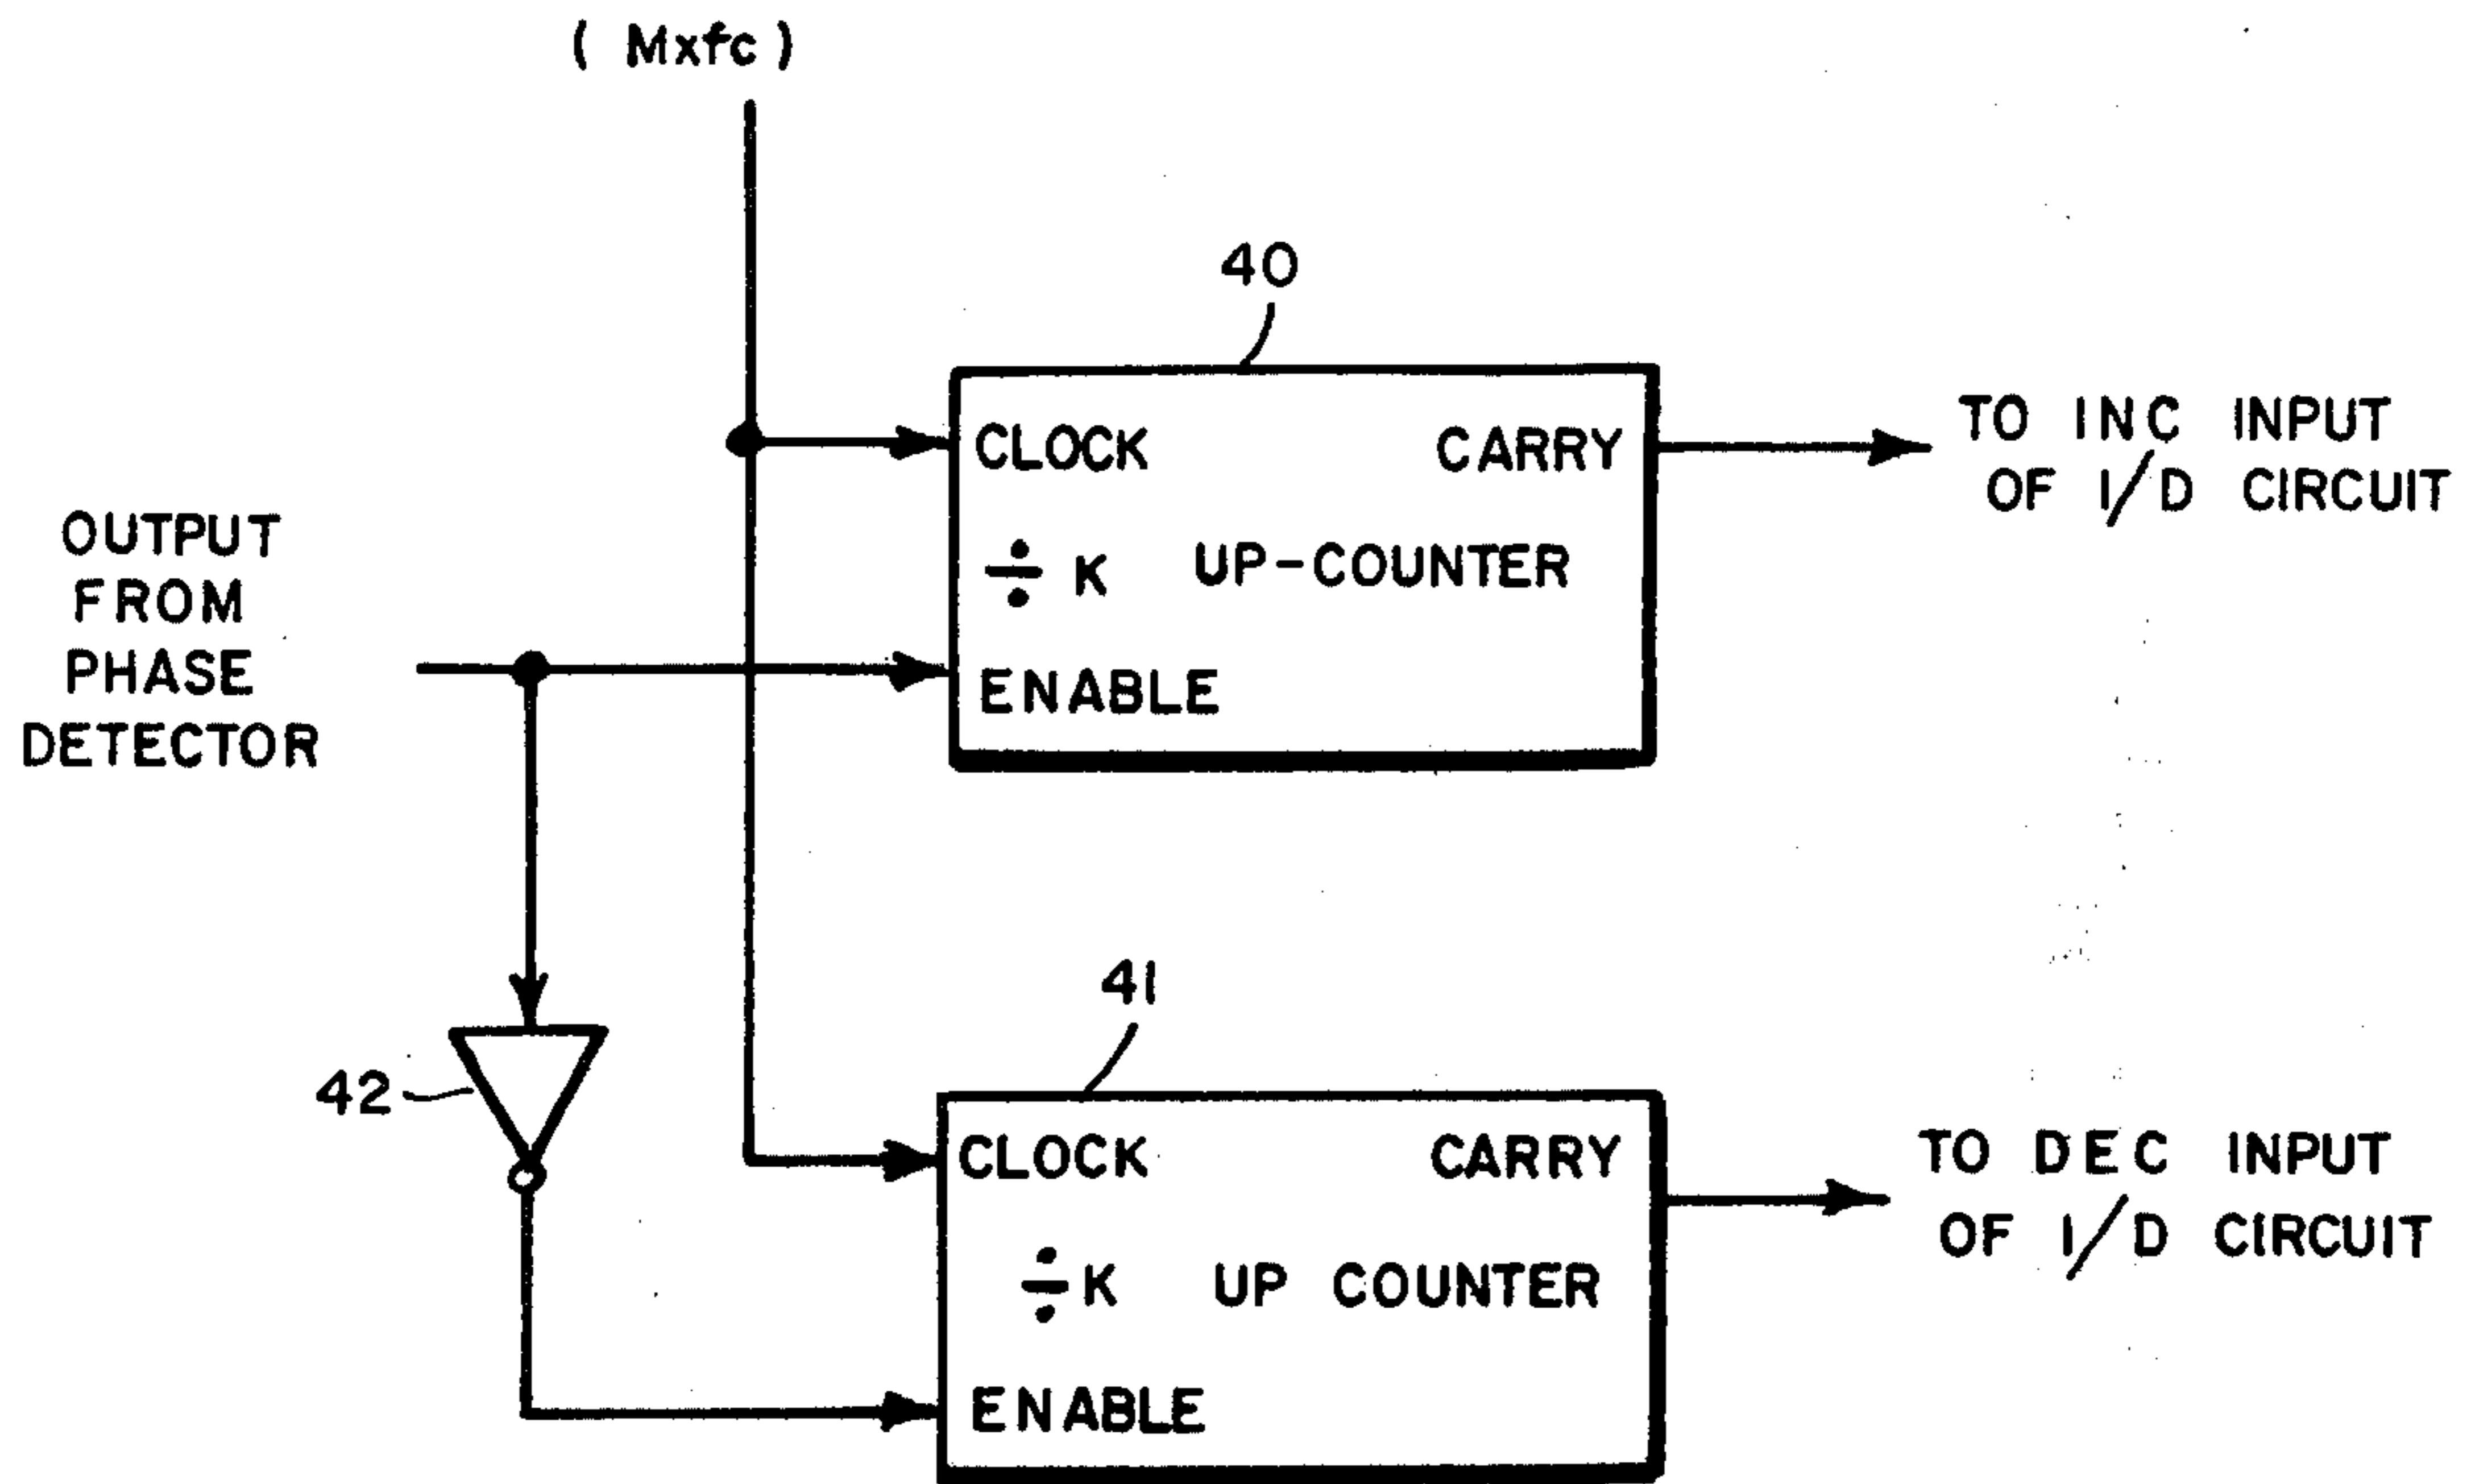 ( Mxfc )
40
CLOCK
CARRY
÷ K UP-COUNTER
ENABLE
TO INC INPUT
OF I/D CIRCUIT
OUTPUT
FROM
PHASE
DETECTOR
42
41
CLOCK
CARRY
÷K UP COUNTER
ENABLE
TO DEC INPUT
OF I/D CIRCUIT